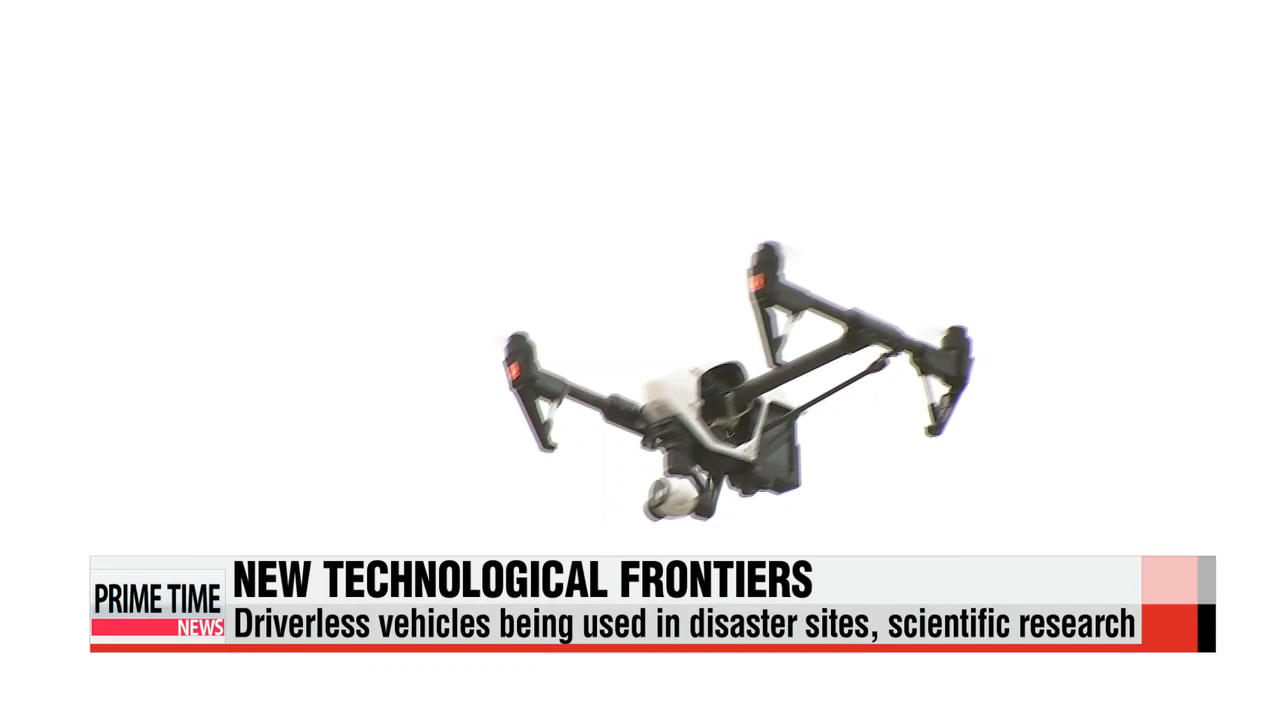 NEW TECHNOLOGICAL FRONTIERS
PRIME TIME
NEWS
Driverless vehicles being used in disaster sites, scientific research